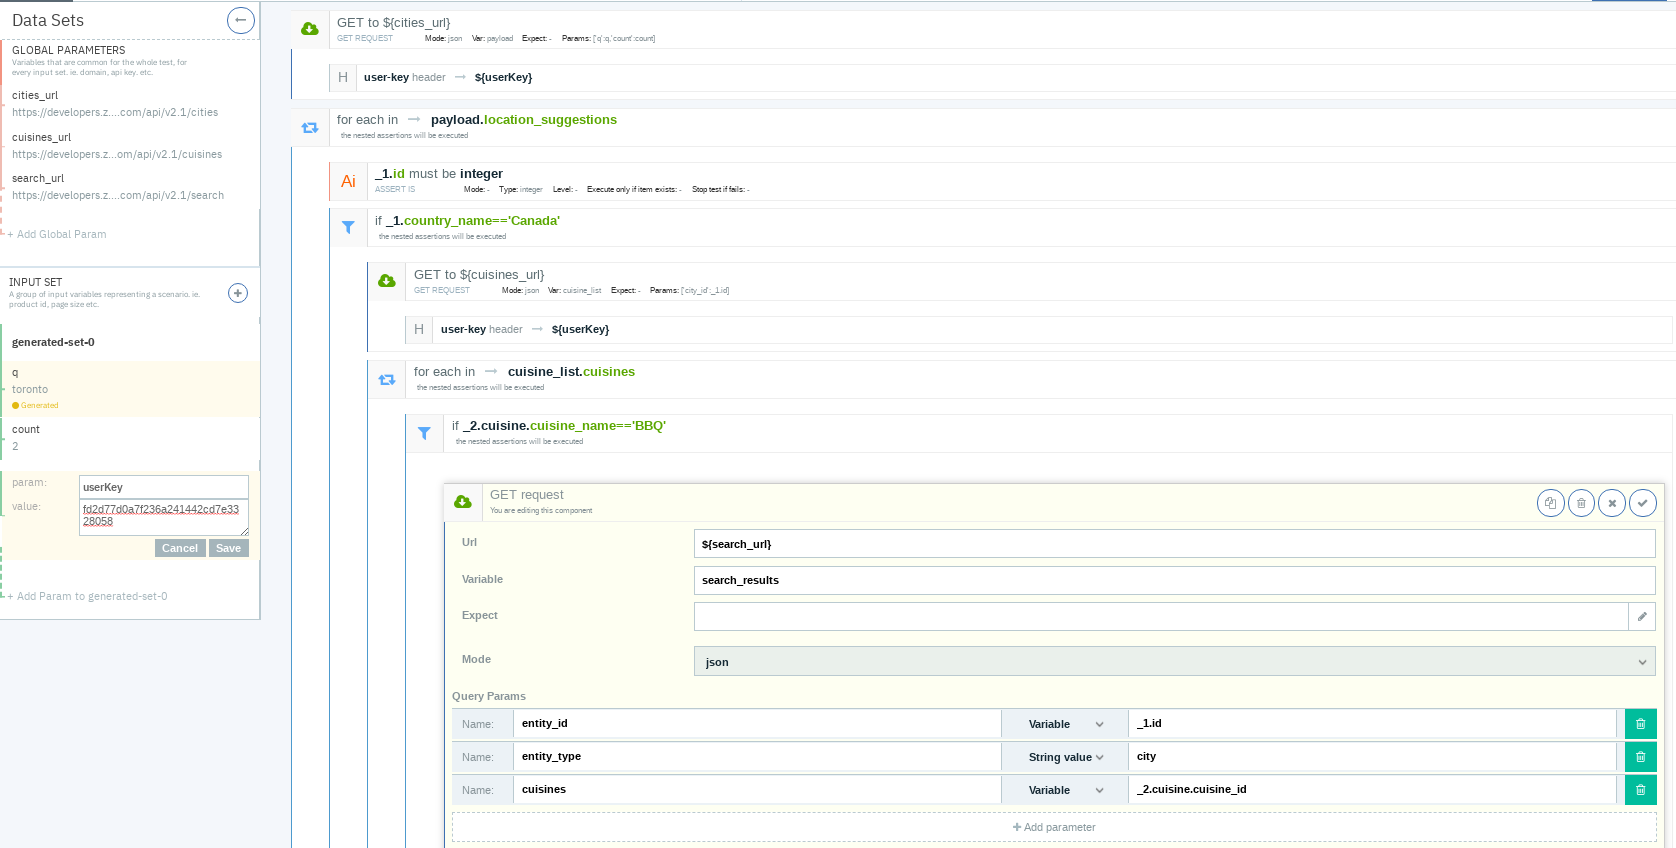 Data Sets
GLOBAL PARAMETERS
Variables that are common for the whole test, for
every input set. ie. domain, api key. etc.
cities_url
https://developers.z....com/api/v2.1/cities
cuisines_url
https://developers.z...om/api/v2.1/cuisines
search_url
https://developers.z....com/api/v2.1/search
+ Add Global Param
INPUT SET
A group of input variables representing a scenario. ie.
product id, page size etc.
generated-set-0
q
toronto
Generated
count
2
param: userKey
value: fd2d77d0a7f236a241442cd7e33
28058
Cancel Save
+ Add Param to generated-set-0
GET to ${cities_url}
GET REQUEST Mode: json Var: payload Expect: - Params: ['q':q,'count':count]
H user-key header → ${userKey}
for each in → payload.location_suggestions
the nested assertions will be executed
Ai _1.id must be integer
ASSERT IS Mode: - Type: integer Level: - Execute only if item exists: - Stop test if fails: -
if _1.country_name=='Canada'
the nested assertions will be executed
GET to ${cuisines_url}
GET REQUEST Mode: json Var: cuisine_list Expect: - Params: ['city_id':_1.id]
H user-key header → ${userKey}
for each in → cuisine_list.cuisines
the nested assertions will be executed
if _2.cuisine.cuisine_name=='BBQ'
the nested assertions will be executed
GET request
You are editing this component
Url ${search_url}
Variable search_results
Expect
Mode json
Query Params
Name: entity_id Variable _1.id
Name: entity_type String value city
Name: cuisines Variable _2.cuisine.cuisine_id
+ Add parameter